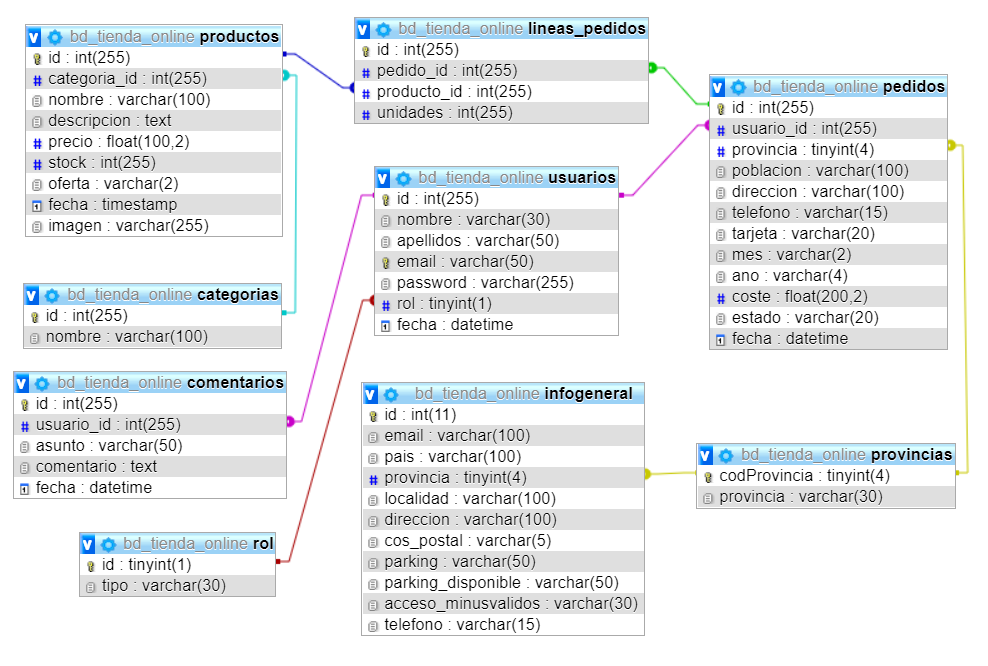 bd_tienda_online productos
id : int(255)
categoria_id : int(255)
nombre : varchar(100)
descripcion : text
precio : float(100,2)
stock : int(255)
oferta : varchar(2)
fecha : timestamp
imagen : varchar(255)
bd_tienda_online lineas_pedidos
id : int(255)
pedido_id : int(255)
producto_id : int(255)
unidades : int(255)
bd_tienda_online pedidos
id : int(255)
usuario_id : int(255)
provincia : tinyint(4)
poblacion : varchar(100)
direccion : varchar(100)
telefono : varchar(15)
tarjeta : varchar(20)
mes : varchar(2)
ano : varchar(4)
coste : float(200,2)
estado : varchar(20)
fecha : datetime
bd_tienda_online usuarios
id : int(255)
nombre : varchar(30)
apellidos : varchar(50)
email : varchar(50)
password : varchar(255)
rol : tinyint(1)
fecha : datetime
bd_tienda_online categorias
id : int(255)
nombre : varchar(100)
bd_tienda_online comentarios
id : int(255)
usuario_id : int(255)
asunto : varchar(50)
comentario : text
fecha : datetime
bd_tienda_online infogeneral
id : int(11)
email : varchar(100)
pais : varchar(100)
provincia : tinyint(4)
localidad : varchar(100)
direccion : varchar(100)
cos_postal : varchar(5)
parking : varchar(50)
parking_disponible : varchar(50)
acceso_minusvalidos : varchar(30)
telefono : varchar(15)
bd_tienda_online provincias
codProvincia : tinyint(4)
provincia : varchar(30)
bd_tienda_online rol
id : tinyint(1)
tipo : varchar(30)